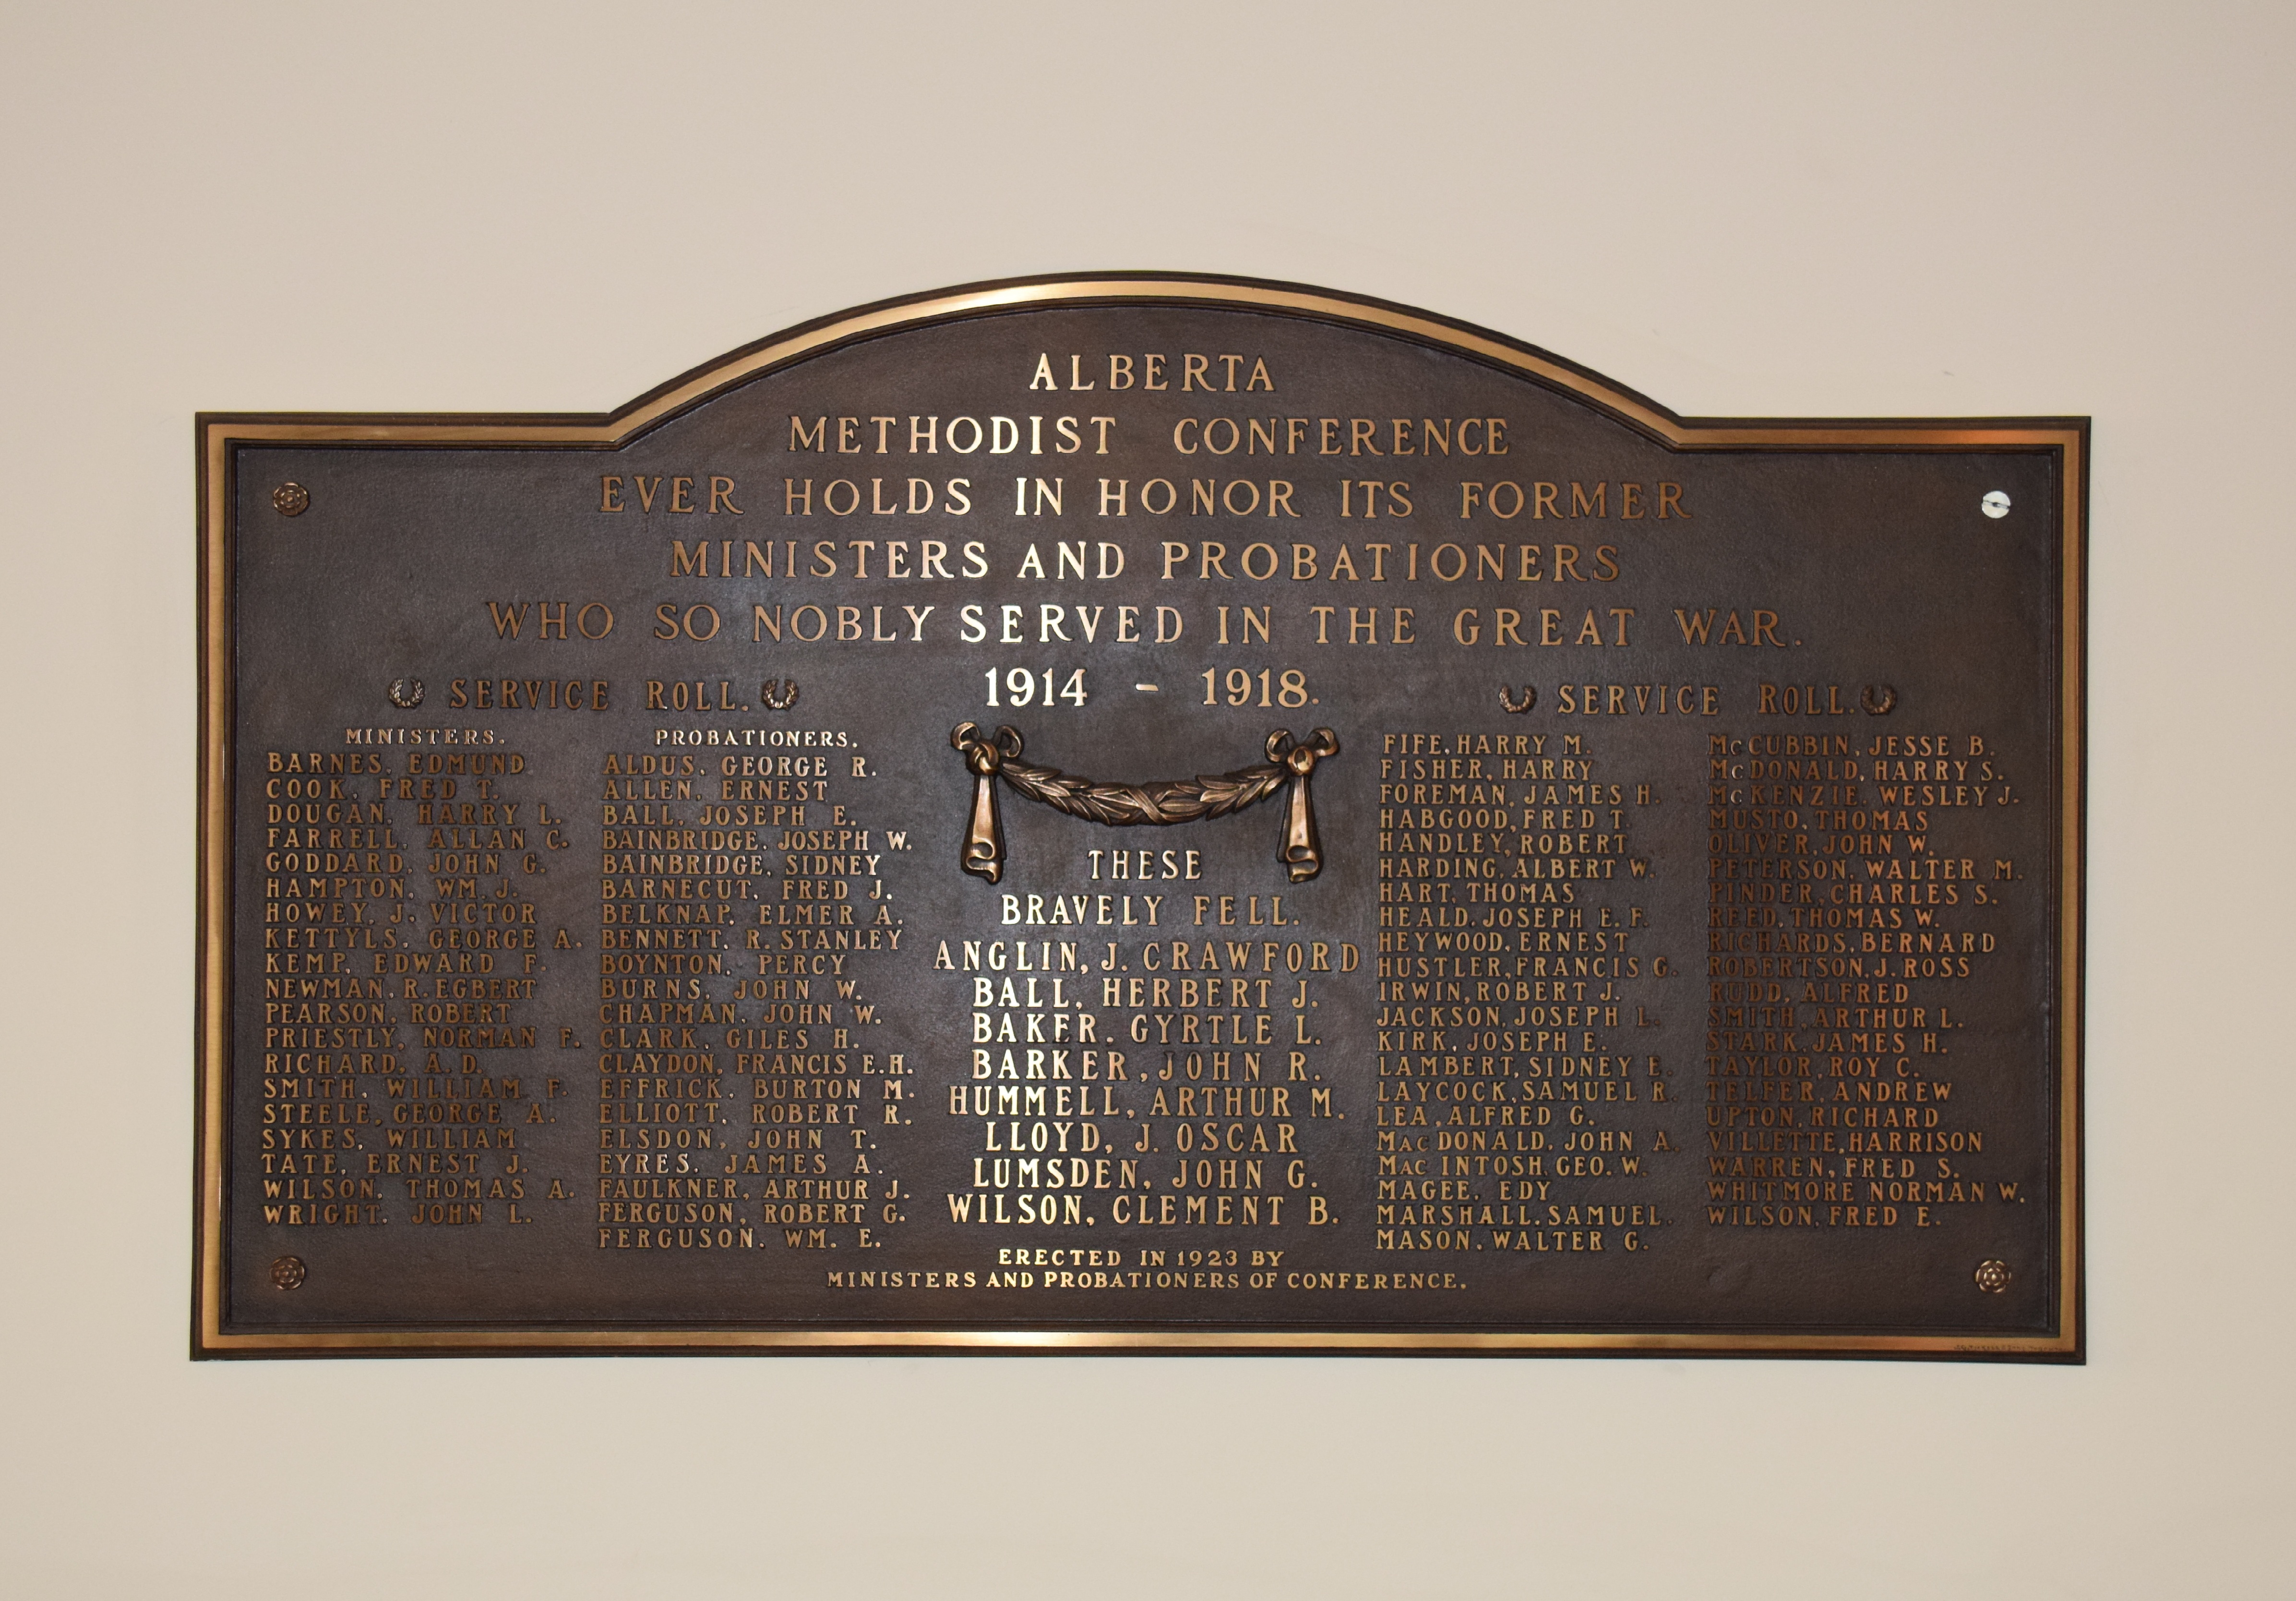 ALBERTA
METHODIST CONFERENCE
EVER HOLDS IN HONOR ITS FORMER
MINISTERS AND PROBATIONERS
WHO SO NOBLY SERVED IN THE GREAT WAR.
1914 - 1918.
SERVICE ROLL.
MINISTERS.
BARNES, EDMUND
COOK, FRED T.
DOUGAN, HARRY L.
FARRELL, ALLAN C.
GODDARD, JOHN G.
HAMPTON, WM. J.
HOWEY, J. VICTOR
KETTYLS, GEORGE A.
KEMP, EDWARD F.
NEWMAN, R. EGBERT
PEARSON, ROBERT
PRIESTLY, NORMAN F.
RICHARD, A. D.
SMITH, WILLIAM F.
STEELE, GEORGE A.
SYKES, WILLIAM
TATE, ERNEST J.
WILSON, THOMAS A.
WRIGHT, JOHN L.
PROBATIONERS.
ALDUS, GEORGE R.
ALLEN, ERNEST
BALL, JOSEPH E.
BAINBRIDGE, JOSEPH W.
BAINBRIDGE, SIDNEY
BARNECUT, FRED J.
BELKNAP, ELMER A.
BENNETT, R. STANLEY
BOYNTON, PERCY
BURNS, JOHN W.
CHAPMAN, JOHN W.
CLARK, GILES H.
CLAYDON, FRANCIS E.H.
EFFRICK, BURTON M.
ELLIOTT, ROBERT R.
ELSDON, JOHN T.
EYRES, JAMES A.
FAULKNER, ARTHUR J.
FERGUSON, ROBERT G.
FERGUSON, WM. E.
THESE
BRAVELY FELL.
ANGLIN, J. CRAWFORD
BALL, HERBERT J.
BAKER. GYRTLE L.
BARKER, JOHN R.
HUMMELL, ARTHUR M.
LLOYD, J. OSCAR
LUMSDEN, JOHN G.
WILSON, CLEMENT B.
SERVICE ROLL.
FIFE, HARRY M.
FISHER, HARRY
FOREMAN, JAMES H.
HABGOOD, FRED T.
HANDLEY, ROBERT
HARDING, ALBERT W.
HART, THOMAS
HEALD, JOSEPH E. F.
HEYWOOD, ERNEST
HUSTLER, FRANCIS G.
IRWIN, ROBERT J.
JACKSON, JOSEPH L.
KIRK, JOSEPH E.
LAMBERT, SIDNEY E.
LAYCOCK, SAMUEL R.
LEA, ALFRED G.
MacDONALD, JOHN A.
MacINTOSH, GEO. W.
MAGEE, EDY
MARSHALL, SAMUEL.
MASON, WALTER G.
McCUBBIN, JESSE B.
McDONALD, HARRY S.
McKENZIE, WESLEY J.
MUSTO, THOMAS
OLIVER, JOHN W.
PETERSON, WALTER M.
PINDER, CHARLES S.
REED, THOMAS W.
RICHARDS, BERNARD
ROBERTSON, J. ROSS
RUDD, ALFRED
SMITH, ARTHUR L.
STARK, JAMES H.
TAYLOR, ROY C.
TELFER, ANDREW
UPTON, RICHARD
VILLETTE, HARRISON
WARREN, FRED S.
WHITMORE NORMAN W.
WILSON, FRED E.
ERECTED IN 1923 BY
MINISTERS AND PROBATIONERS OF CONFERENCE.